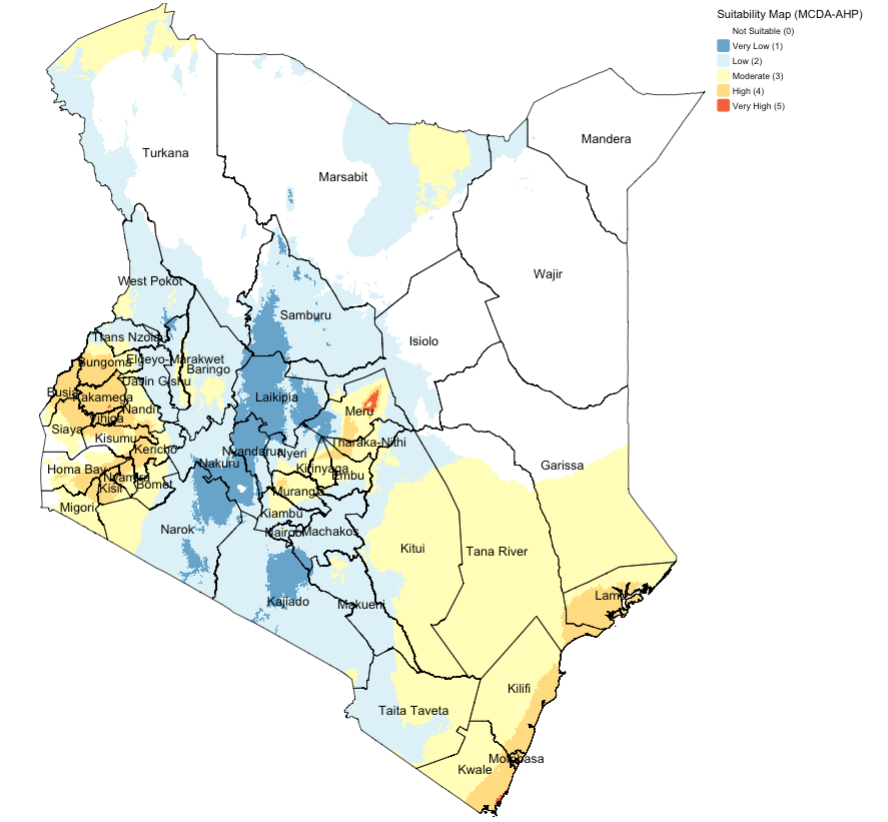 Suitability Map (MCDA-AHP)
Not Suitable (0)
Very Low (1)
Low (2)
Moderate (3)
High (4)
Very High (5)
Mandera
Turkana
Marsabit
Wajir
West Pokot
Samburu
Isiolo
Trans Nzoia
Elgeyo-Marakwet
Bungoma
Baringo
Uasin Gishu
Busia
Kakamega
Laikipia
Nandi
Meru
Vihiga
Siaya
Kisumu
Tharaka-Nithi
Kericho
Nyandarua
Nyeri
Nakuru
Garissa
Homa Bay
Kirinyaga
Nyamira
Embu
Bomet
Kisii
Muranga
Migori
Kiambu
Narok
Nairobi
Machakos
Kitui
Tana River
Lamu
Kajiado
Makueni
Kilifi
Taita Taveta
Mombasa
Kwale